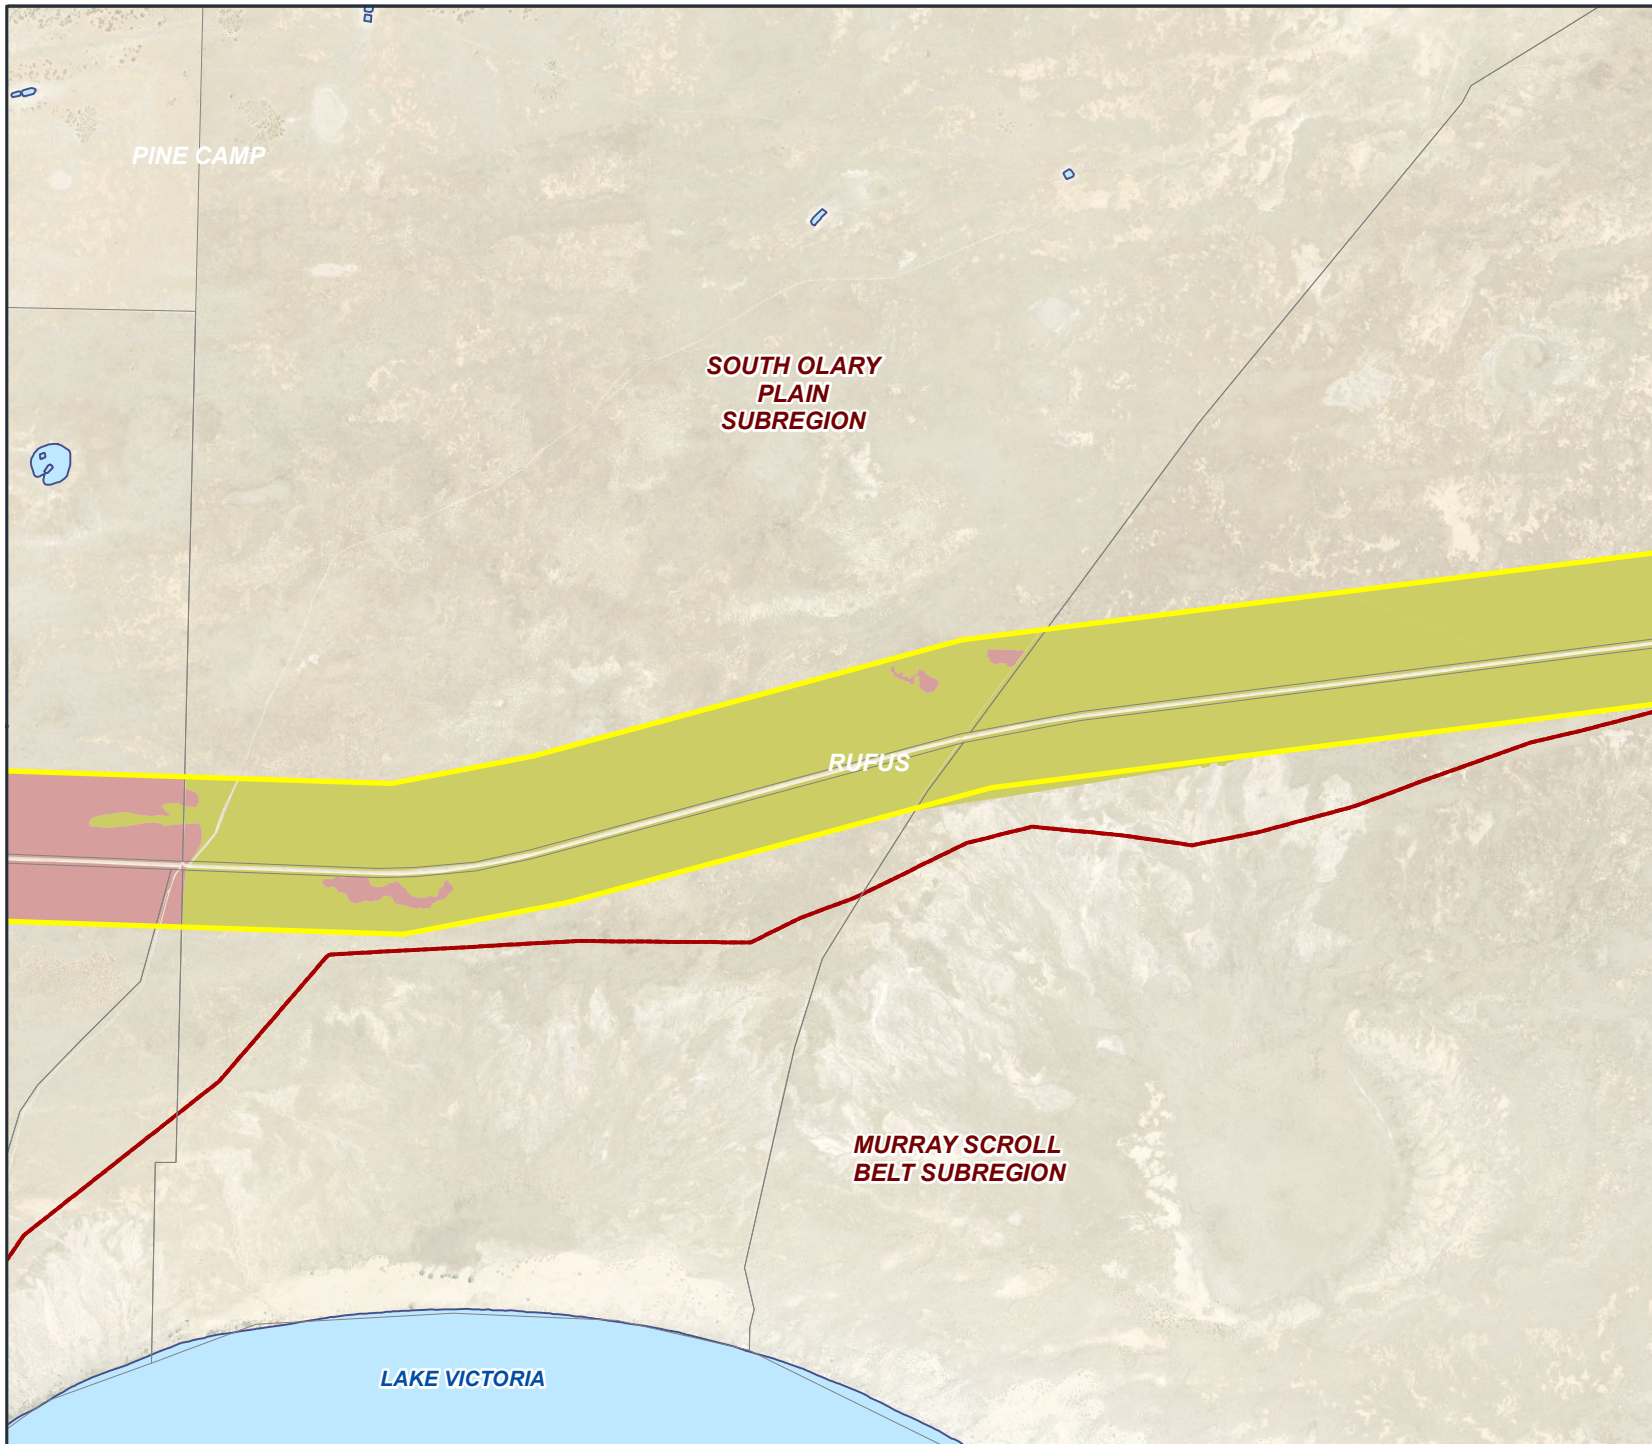 PINE CAMP
SOUTH OLARY
PLAIN
SUBREGION
RUFUS
MURRAY SCROLL
BELT SUBREGION
LAKE VICTORIA